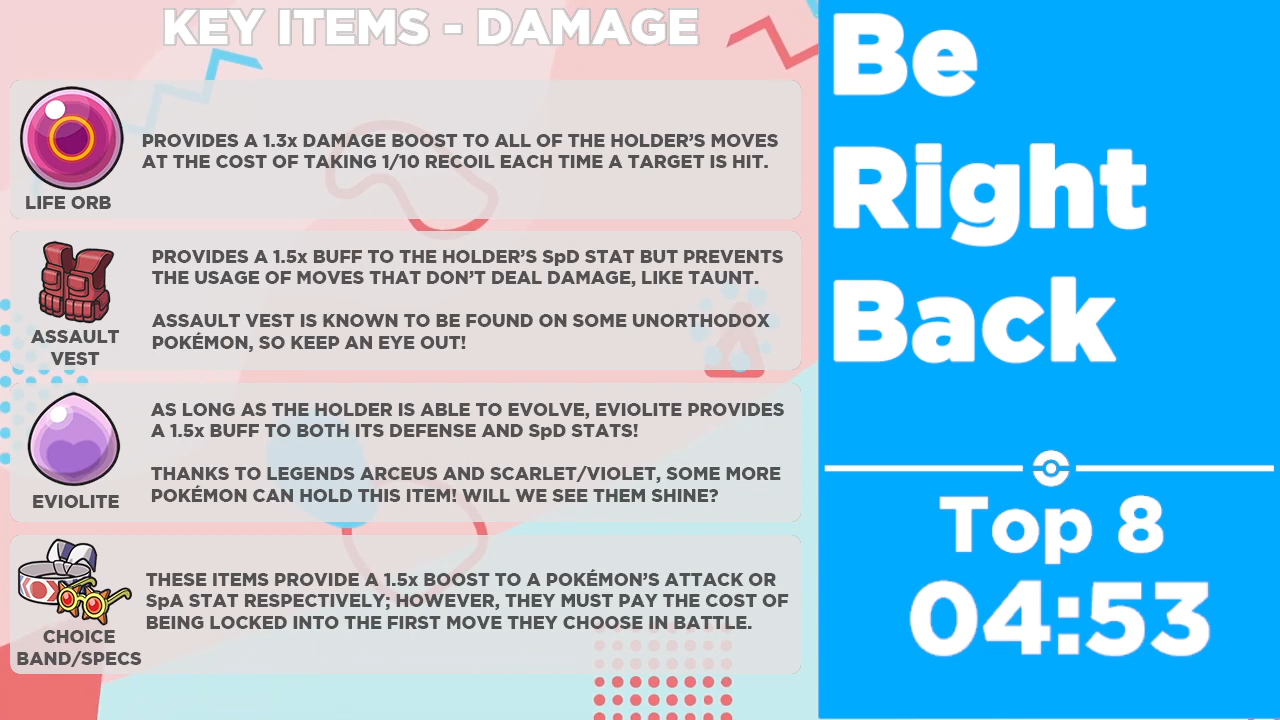 KEY ITEMS - DAMAGE
PROVIDES A 1.3x DAMAGE BOOST TO ALL OF THE HOLDER'S MOVES
AT THE COST OF TAKING 1/10 RECOIL EACH TIME A TARGET IS HIT.
LIFE ORB
PROVIDES A 1.5x BUFF TO THE HOLDER'S SpD STAT BUT PREVENTS
THE USAGE OF MOVES THAT DON'T DEAL DAMAGE, LIKE TAUNT.
ASSAULT VEST IS KNOWN TO BE FOUND ON SOME UNORTHODOX
POKÉMON, SO KEEP AN EYE OUT!
ASSAULT
VEST
AS LONG AS THE HOLDER IS ABLE TO EVOLVE, EVIOLITE PROVIDES
A 1.5x BUFF TO BOTH ITS DEFENSE AND SpD STATS!
THANKS TO LEGENDS ARCEUS AND SCARLET/VIOLET, SOME MORE
POKÉMON CAN HOLD THIS ITEM! WILL WE SEE THEM SHINE?
EVIOLITE
THESE ITEMS PROVIDE A 1.5x BOOST TO A POKÉMON'S ATTACK OR
SpA STAT RESPECTIVELY; HOWEVER, THEY MUST PAY THE COST OF
BEING LOCKED INTO THE FIRST MOVE THEY CHOOSE IN BATTLE.
CHOICE
BAND/SPECS
Be
Right
Back
Top 8
04:53